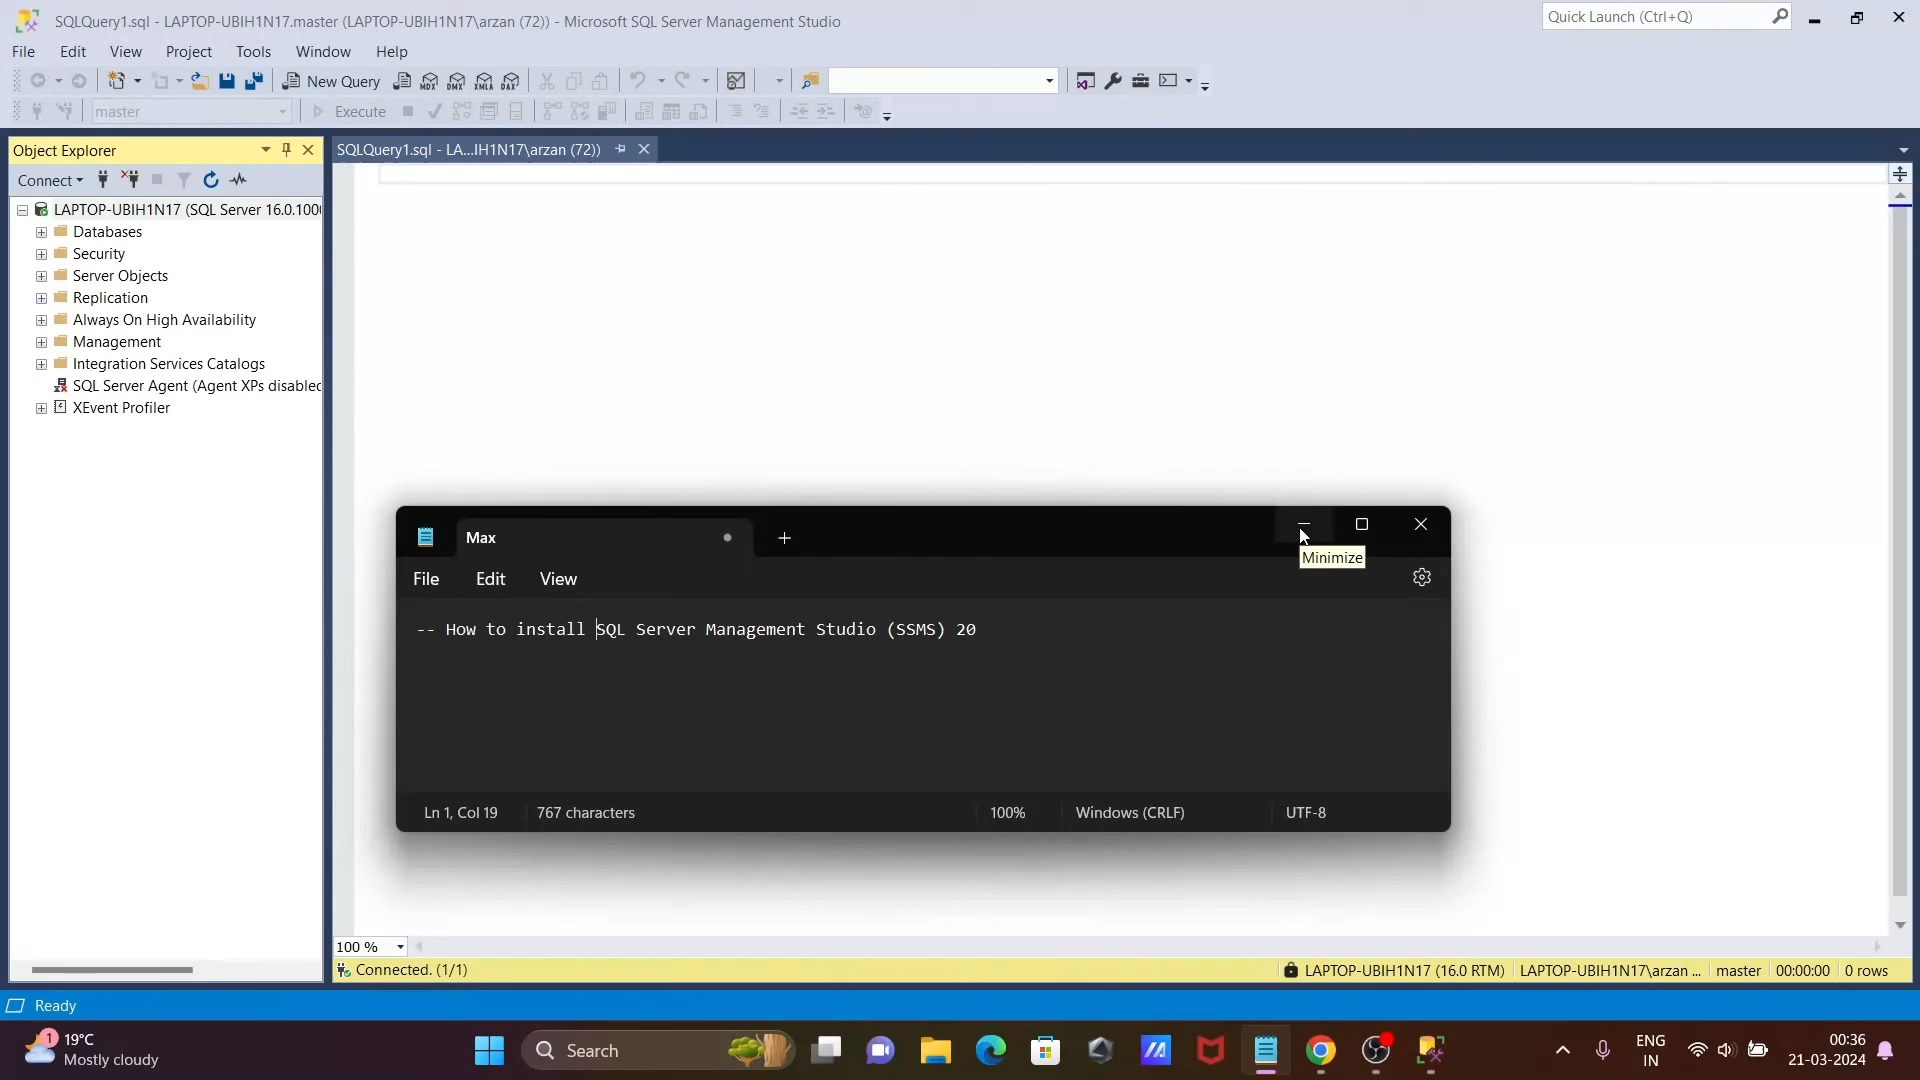 SQLQuery1.sql - LAPTOP-UBIH1N17.master (LAPTOP-UBIH1N17\arzan (72)) - Microsoft SQL Server Management Studio
Quick Launch (Ctrl+Q)
File Edit View Project Tools Window Help
New Query MDX DMX XMLA DAX
master Execute
Object Explorer
SQLQuery1.sql - LA...IH1N17\arzan (72))
Connect
LAPTOP-UBIH1N17 (SQL Server 16.0.100
Databases
Security
Server Objects
Replication
Always On High Availability
Management
Integration Services Catalogs
SQL Server Agent (Agent XPs disabled
XEvent Profiler
Max
Minimize
File Edit View
-- How to install SQL Server Management Studio (SSMS) 20
Ln 1, Col 19 767 characters 100% Windows (CRLF) UTF-8
100 %
Connected. (1/1) LAPTOP-UBIH1N17 (16.0 RTM) LAPTOP-UBIH1N17\arzan ... master 00:00:00 0 rows
Ready
1 19°C
Mostly cloudy
Search
ENG
IN
00:36
21-03-2024